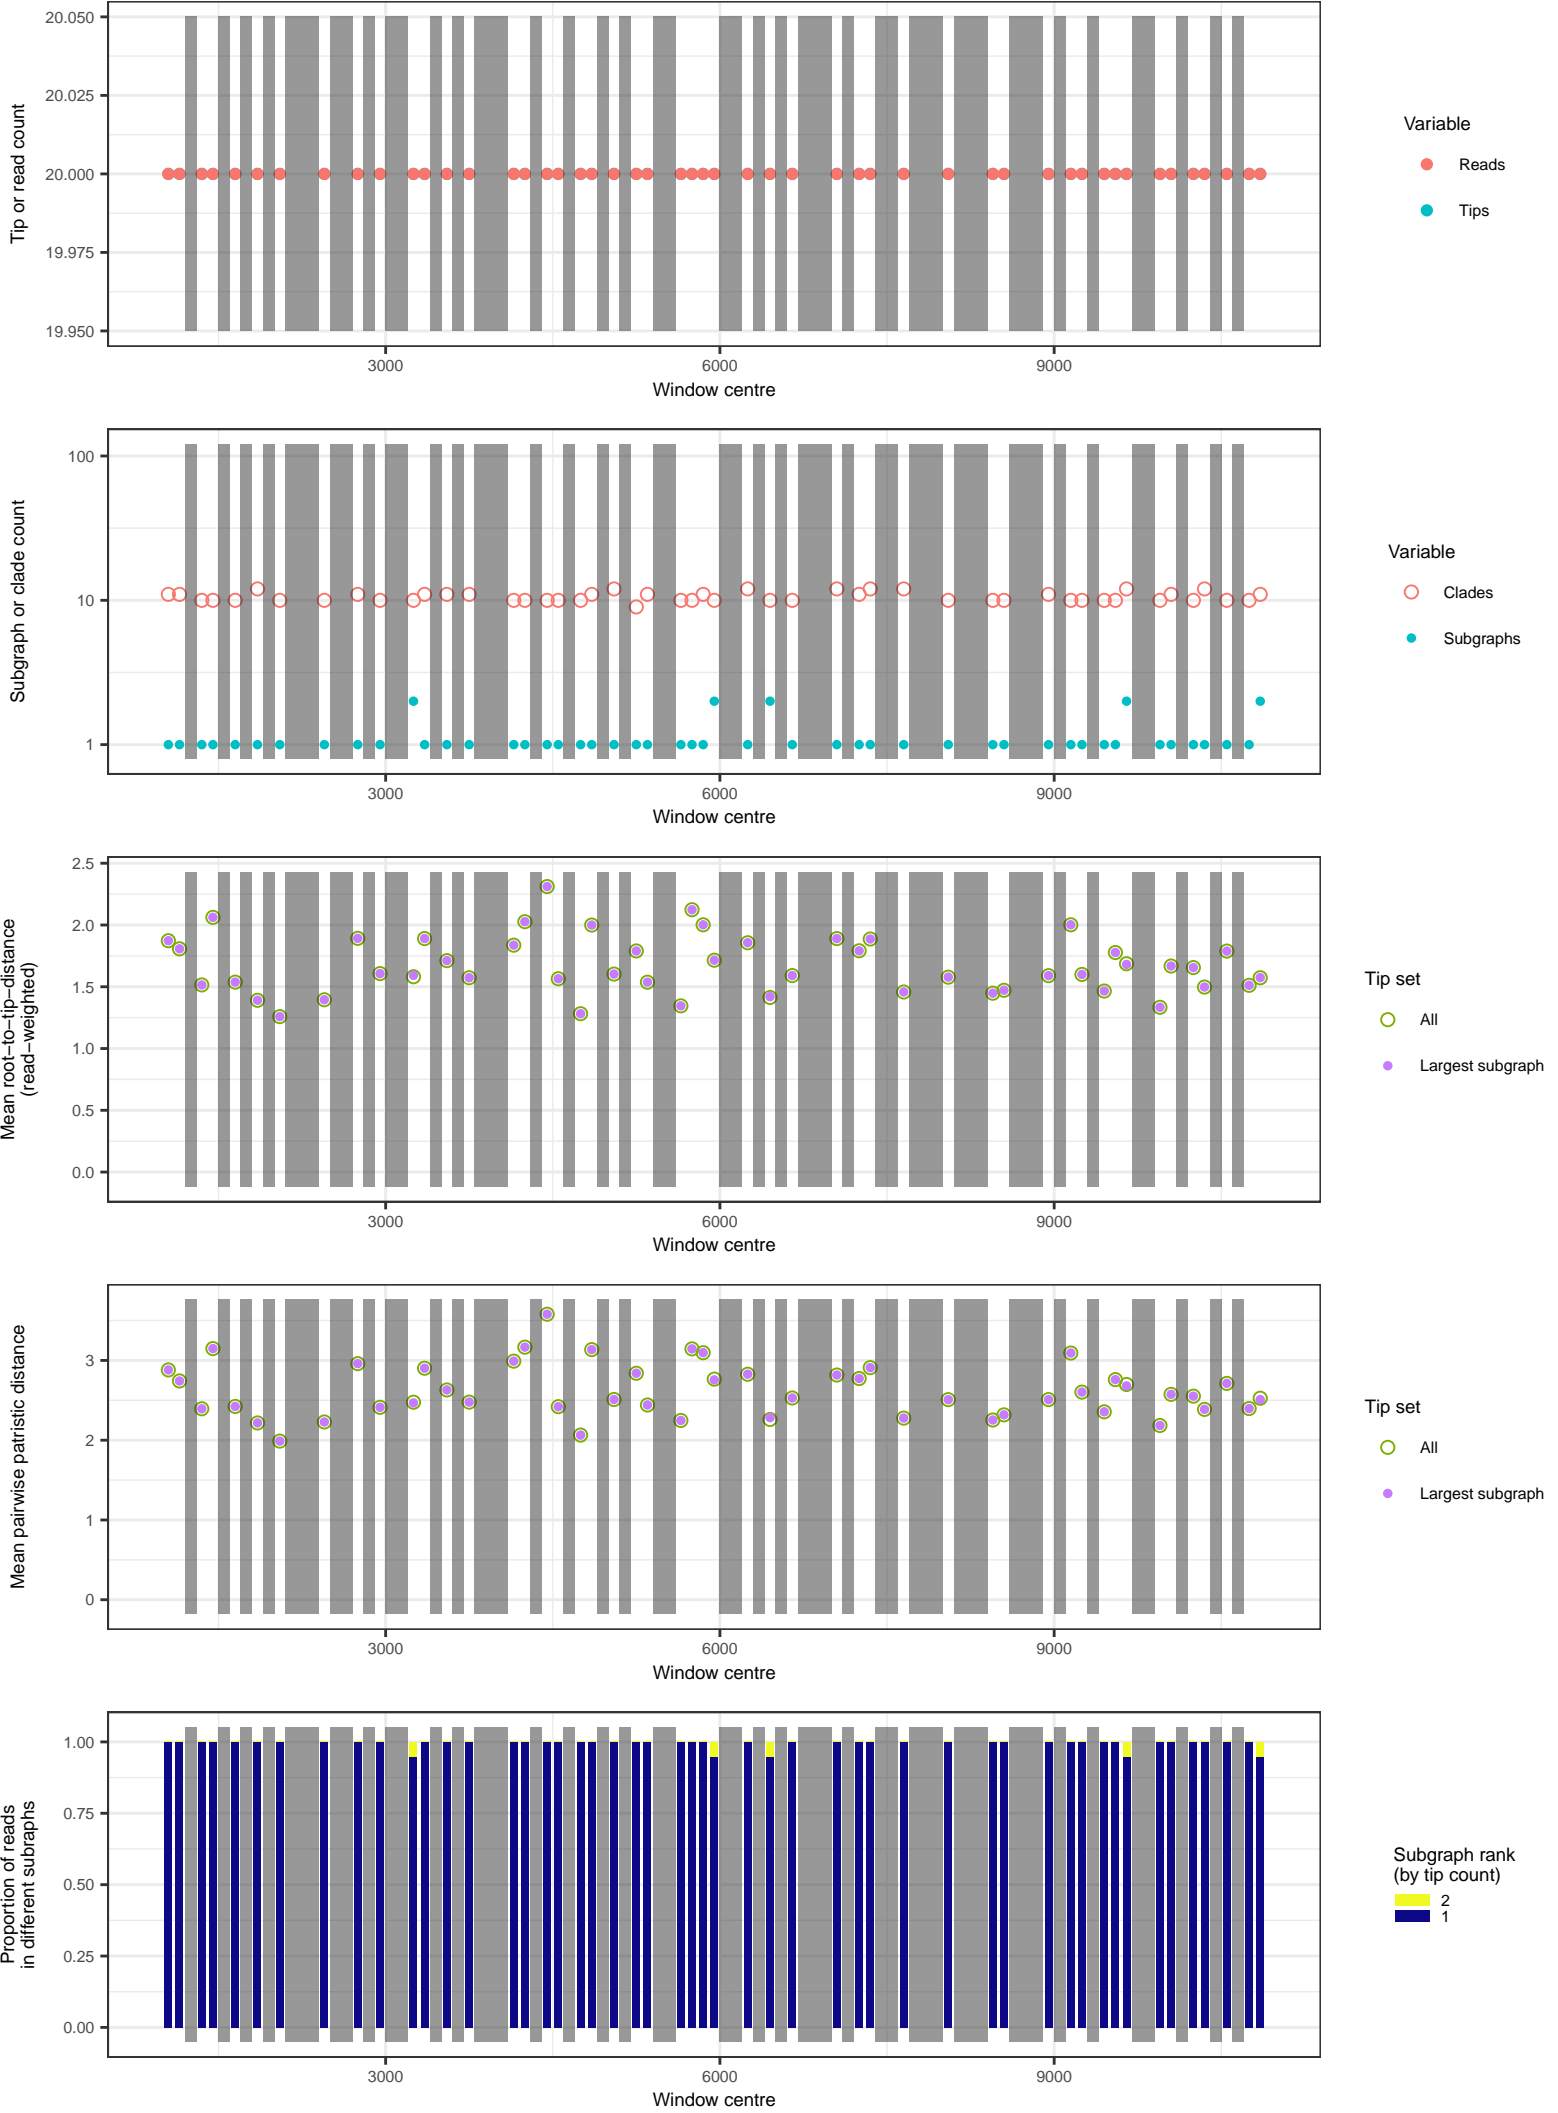 20.050
20.025
20.000
19.975
19.950
Tip or read count
3000
6000
9000
Window centre
Variable
Reads
Tips
100
10
1
Subgraph or clade count
3000
6000
9000
Window centre
Variable
Clades
Subgraphs
2.5
2.0
1.5
1.0
0.5
0.0
Mean root−to−tip−distance
(read−weighted)
3000
6000
9000
Window centre
Tip set
All
Largest subgraph
3
2
1
0
Mean pairwise patristic distance
3000
6000
9000
Window centre
Tip set
All
Largest subgraph
1.00
0.75
0.50
0.25
0.00
Proportion of reads
in different subraphs
3000
6000
9000
Window centre
Subgraph rank
(by tip count)
2
1